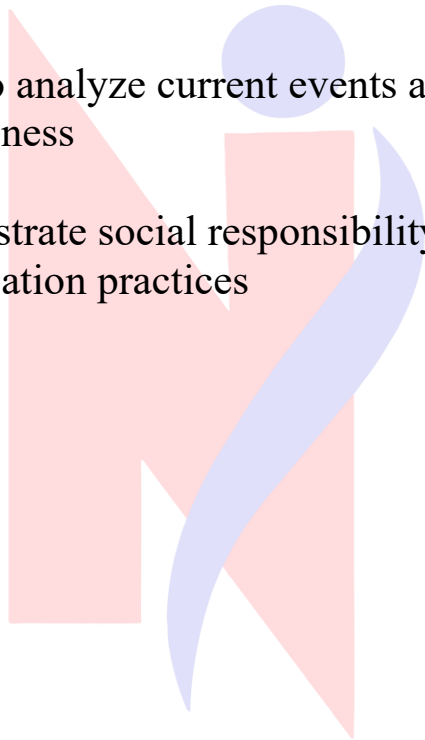 analyze current events a
ness
strate social responsibility
ation practices